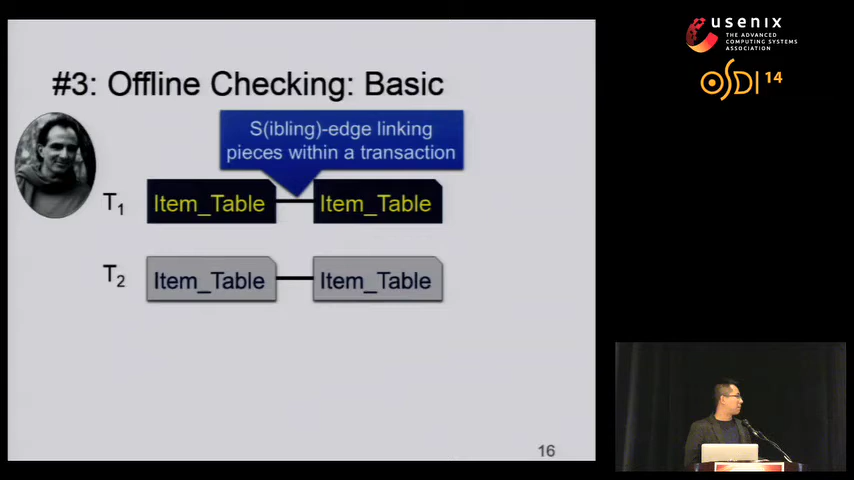 usenix
THE ADVANCED
COMPUTING SYSTEMS
ASSOCIATION
OSDI 14
#3: Offline Checking: Basic
S(ibling)-edge linking
pieces within a transaction
T1 Item_Table Item_Table
T2 Item_Table Item_Table
16